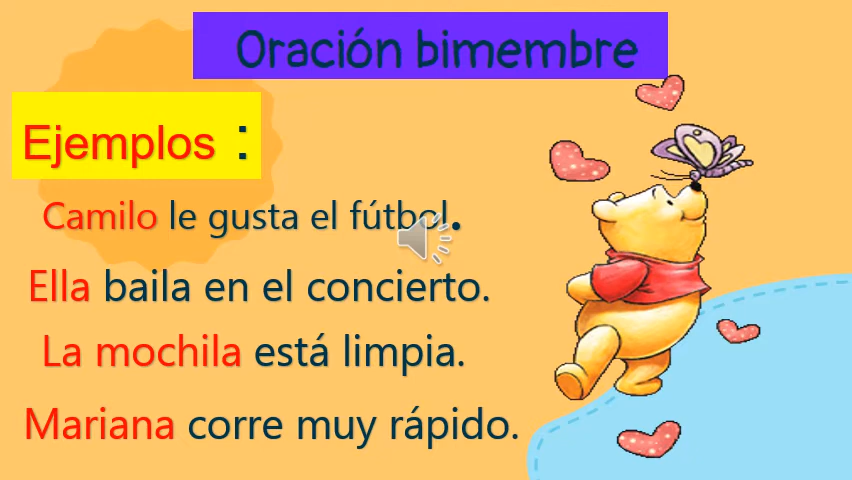 Oración bimembre
Ejemplos :
Camilo le gusta el fútbol.
Ella baila en el concierto.
La mochila está limpia.
Mariana corre muy rápido.